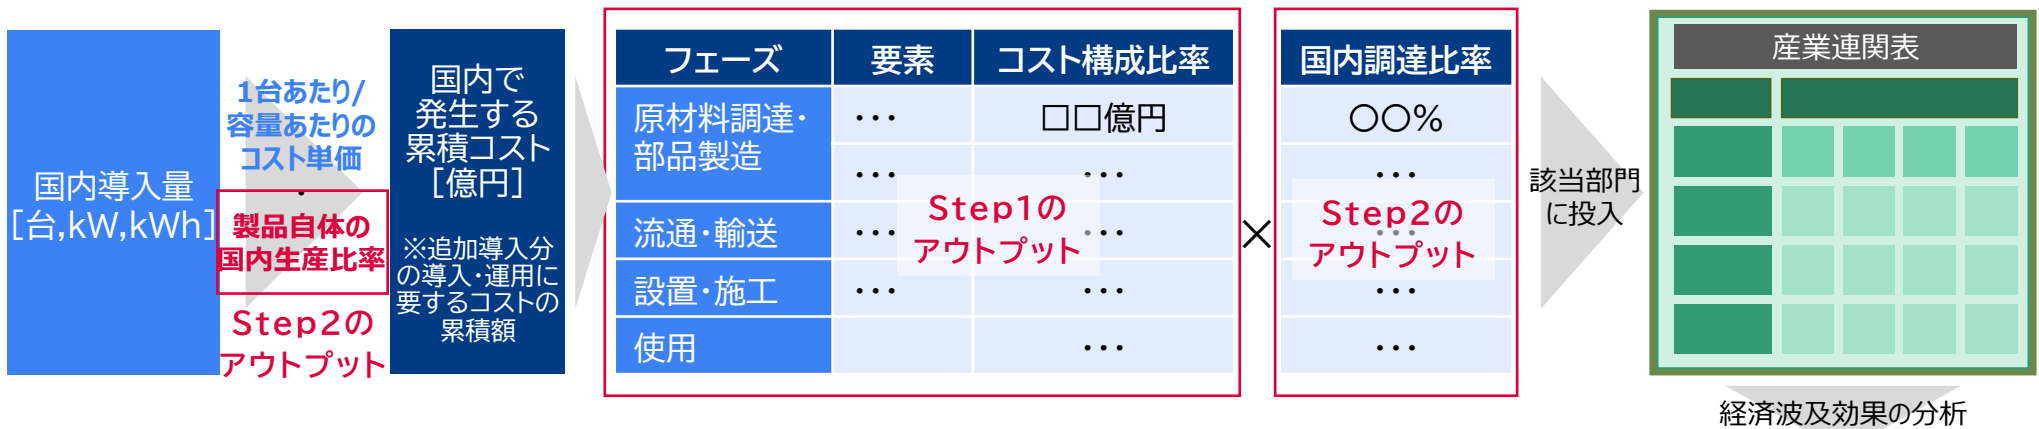 国内導入量
[台,kW,kWh]
1台あたり/
容量あたりの
コスト単価
・
製品自体の
国内生産比率
Step2の
アウトプット
国内で
発生する
累積コスト
[億円]
※追加導入分
の導入・運用に
要するコストの
累積額
フェーズ 要素 コスト構成比率
原材料調達・
部品製造
… □□億円
… …
流通・輸送 … …
設置・施工 … …
使用 …
Step1の
アウトプット
×
国内調達比率
○○%
…
…
…
…
Step2の
アウトプット
該当部門
に投入
産業連関表
経済波及効果の分析